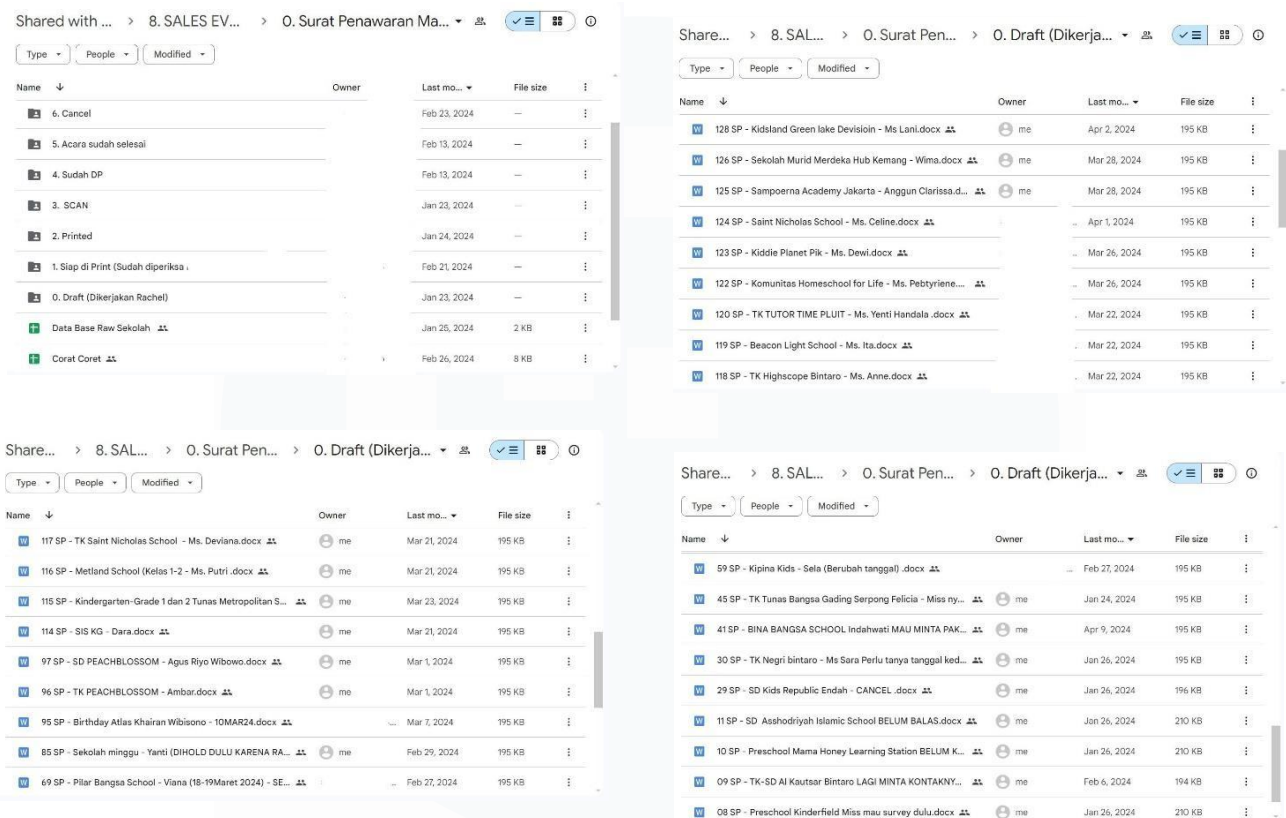 Shared with ... > 8. SALES EV... > 0. Surat Penawaran Ma...
Type People Modified
Name Owner Last mo... File size
6. Cancel Feb 23, 2024 —
5. Acara sudah selesai Feb 13, 2024 —
4. Sudah DP Feb 13, 2024 —
3. SCAN Jan 23, 2024 —
2. Printed Jan 24, 2024 —
1. Siap di Print (Sudah diperiksa Feb 21, 2024 —
0. Draft (Dikerjakan Rachel) Jan 23, 2024 —
Data Base Raw Sekolah Jan 25, 2024 2 KB
Corat Coret Feb 26, 2024 8 KB
Share... > 8. SAL... > 0. Surat Pen... > 0. Draft (Dikerja...
Type People Modified
Name Owner Last mo... File size
128 SP - Kidsland Green lake Devisioin - Ms Lani.docx me Apr 2, 2024 195 KB
126 SP - Sekolah Murid Merdeka Hub Kemang - Wima.docx me Mar 28, 2024 195 KB
125 SP - Sampoerna Academy Jakarta - Anggun Clarissa.d... me Mar 28, 2024 195 KB
124 SP - Saint Nicholas School - Ms. Celine.docx Apr 1, 2024 195 KB
123 SP - Kiddie Planet Pik - Ms. Dewi.docx Mar 26, 2024 195 KB
122 SP - Komunitas Homeschool for Life - Ms. Pebtyriene.... Mar 26, 2024 195 KB
120 SP - TK TUTOR TIME PLUIT - Ms. Yenti Handala .docx Mar 22, 2024 195 KB
119 SP - Beacon Light School - Ms. Ita.docx Mar 22, 2024 195 KB
118 SP - TK Highscope Bintaro - Ms. Anne.docx Mar 22, 2024 195 KB
Share... > 8. SAL... > 0. Surat Pen... > 0. Draft (Dikerja...
Type People Modified
Name Owner Last mo... File size
117 SP - TK Saint Nicholas School - Ms. Deviana.docx me Mar 21, 2024 195 KB
116 SP - Metland School (Kelas 1-2 - Ms. Putri .docx me Mar 21, 2024 195 KB
115 SP - Kindergarten-Grade 1 dan 2 Tunas Metropolitan S... me Mar 23, 2024 195 KB
114 SP - SIS KG - Dara.docx me Mar 21, 2024 195 KB
97 SP - SD PEACHBLOSSOM - Agus Riyo Wibowo.docx me Mar 1, 2024 195 KB
96 SP - TK PEACHBLOSSOM - Ambar.docx me Mar 1, 2024 195 KB
95 SP - Birthday Atlas Khairan Wibisono - 10MAR24.docx ... Mar 7, 2024 195 KB
85 SP - Sekolah minggu - Yanti (DIHOLD DULU KARENA RA... me Feb 29, 2024 195 KB
69 SP - Pilar Bangsa School - Viana (18-19Maret 2024) - SE... Feb 27, 2024 195 KB
Share... > 8. SAL... > 0. Surat Pen... > 0. Draft (Dikerja...
Type People Modified
Name Owner Last mo... File size
59 SP - Kipina Kids - Sela (Berubah tanggal) .docx ... Feb 27, 2024 195 KB
45 SP - TK Tunas Bangsa Gading Serpong Felicia - Miss ny... me Jan 24, 2024 195 KB
41 SP - BINA BANGSA SCHOOL Indahwati MAU MINTA PAK... me Apr 9, 2024 195 KB
30 SP - TK Negri bintaro - Ms Sara Perlu tanya tanggal ked... me Jan 26, 2024 195 KB
29 SP - SD Kids Republic Endah - CANCEL .docx me Jan 26, 2024 196 KB
11 SP - SD Asshodriyah Islamic School BELUM BALAS.docx me Jan 26, 2024 210 KB
10 SP - Preschool Mama Honey Learning Station BELUM K... me Jan 26, 2024 210 KB
09 SP - TK-SD Al Kautsar Bintaro LAGI MINTA KONTAKNY... me Feb 6, 2024 194 KB
08 SP - Preschool Kinderfield Miss mau survey dulu.docx me Jan 26, 2024 210 KB